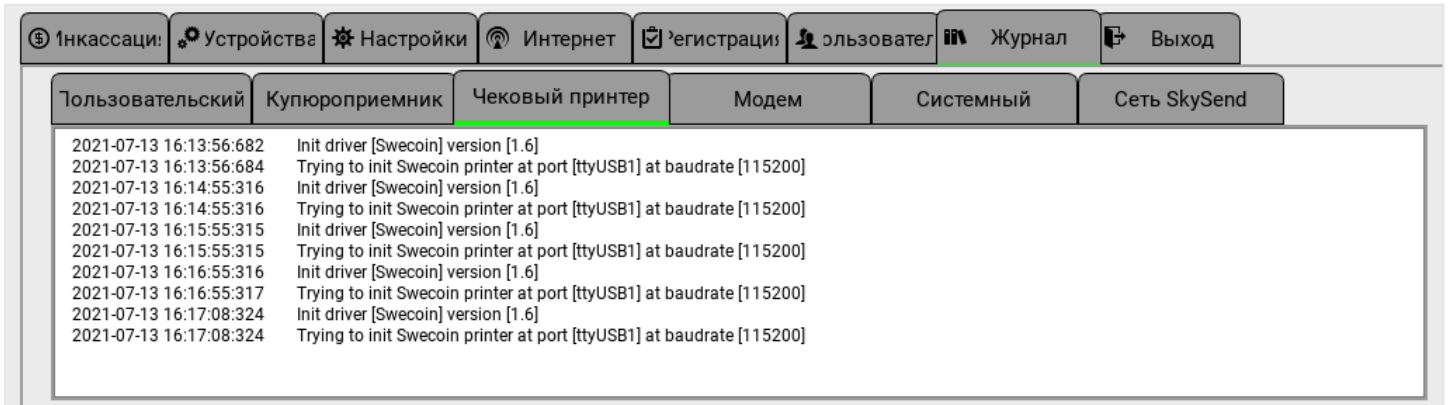 Инкассаци
Устройства
Настройки
Интернет
Регистраци
ользовател
Журнал
Выход
Пользовательский
Купюроприемник
Чековый принтер
Модем
Системный
Сеть SkySend
2021-07-13 16:13:56:682 Init driver [Swecoin] version [1.6]
2021-07-13 16:13:56:684 Trying to init Swecoin printer at port [ttyUSB1] at baudrate [115200]
2021-07-13 16:14:55:316 Init driver [Swecoin] version [1.6]
2021-07-13 16:14:55:316 Trying to init Swecoin printer at port [ttyUSB1] at baudrate [115200]
2021-07-13 16:15:55:315 Init driver [Swecoin] version [1.6]
2021-07-13 16:15:55:315 Trying to init Swecoin printer at port [ttyUSB1] at baudrate [115200]
2021-07-13 16:16:55:316 Init driver [Swecoin] version [1.6]
2021-07-13 16:16:55:317 Trying to init Swecoin printer at port [ttyUSB1] at baudrate [115200]
2021-07-13 16:17:08:324 Init driver [Swecoin] version [1.6]
2021-07-13 16:17:08:324 Trying to init Swecoin printer at port [ttyUSB1] at baudrate [115200]